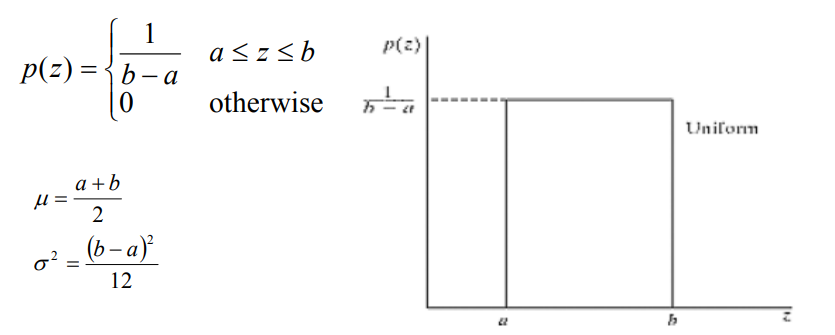 p(z) = { 1/(b − a)   a ≤ z ≤ b
0   otherwise
μ = (a + b)/2
σ² = (b − a)²/12
p(z)
1/(b − a)
Uniform
a
b
z